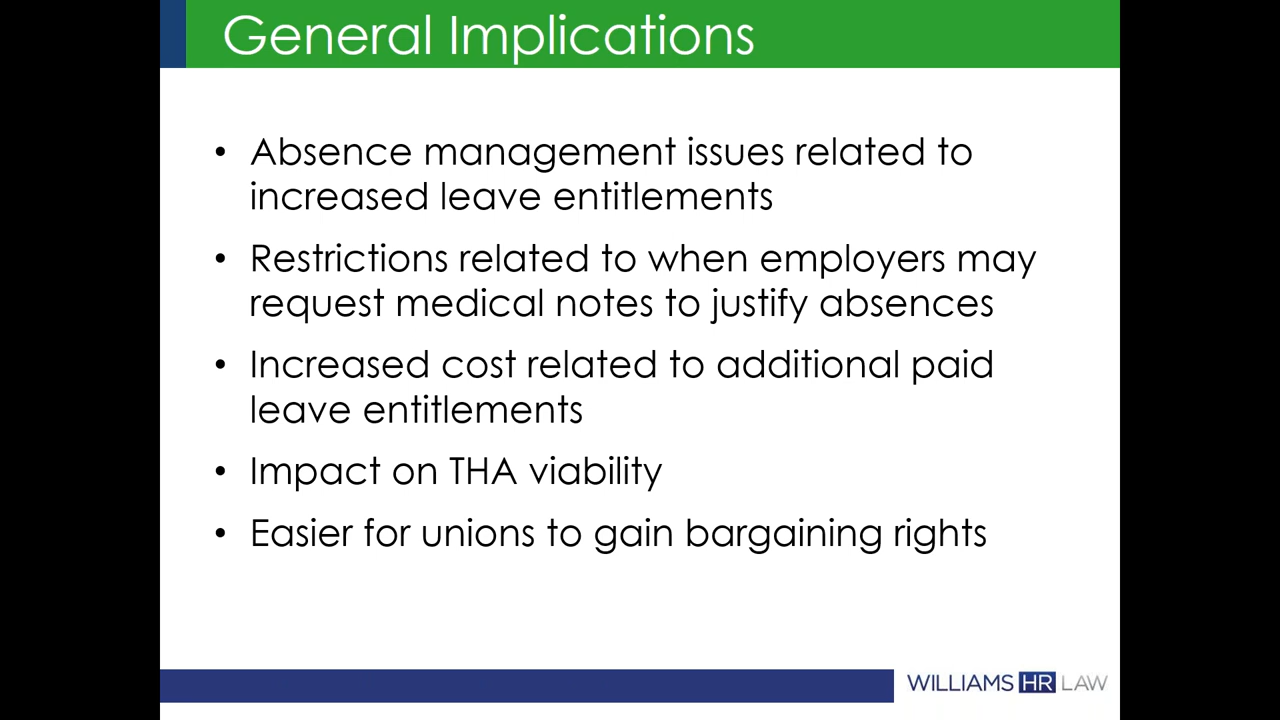 General Implications
• Absence management issues related to
increased leave entitlements
• Restrictions related to when employers may
request medical notes to justify absences
• Increased cost related to additional paid
leave entitlements
• Impact on THA viability
• Easier for unions to gain bargaining rights
WILLIAMS HR LAW